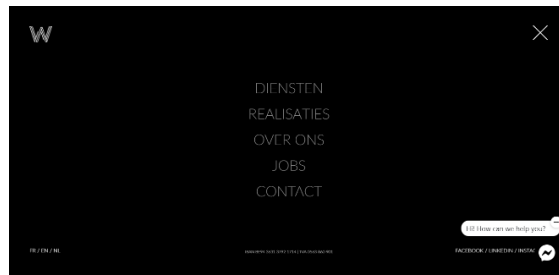 W
DIENSTEN
REALISATIES
OVER ONS
JOBS
CONTACT
Hi! How can we help you?
FR / EN / NL
FACEBOOK / LINKEDIN / INSTA